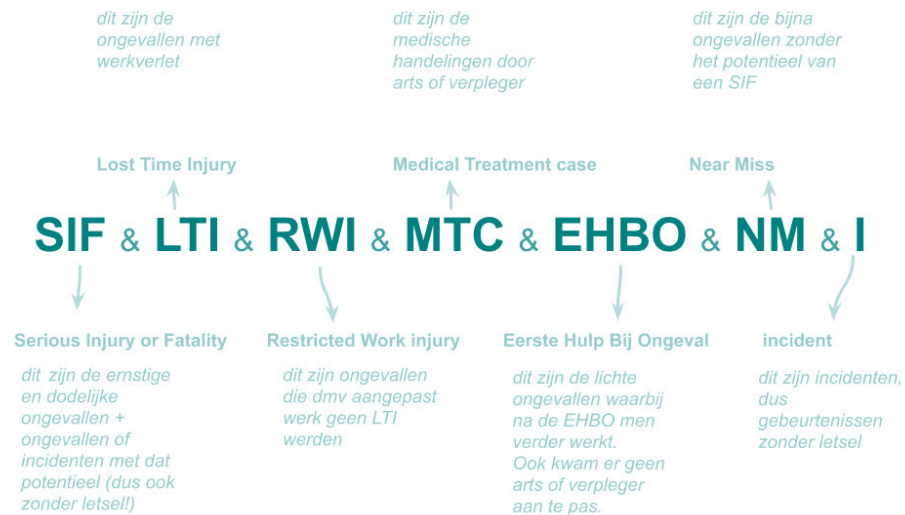 dit zijn de
ongevallen met
werkverlet
dit zijn de
medische
handelingen door
arts of verpleger
dit zijn de bijna
ongevallen zonder
het potentieel van
een SIF
Lost Time Injury
Medical Treatment case
Near Miss
SIF & LTI & RWI & MTC & EHBO & NM & I
Serious Injury or Fatality
dit zijn de ernstige
en dodelijke
ongevallen +
ongevallen of
incidenten met dat
potentieel (dus ook
zonder letsel!)
Restricted Work injury
dit zijn ongevallen
die dmv aangepast
werk geen LTI
werden
Eerste Hulp Bij Ongeval
dit zijn de lichte
ongevallen waarbij
na de EHBO men
verder werkt.
Ook kwam er geen
arts of verpleger
aan te pas.
incident
dit zijn incidenten,
dus
gebeurtenissen
zonder letsel